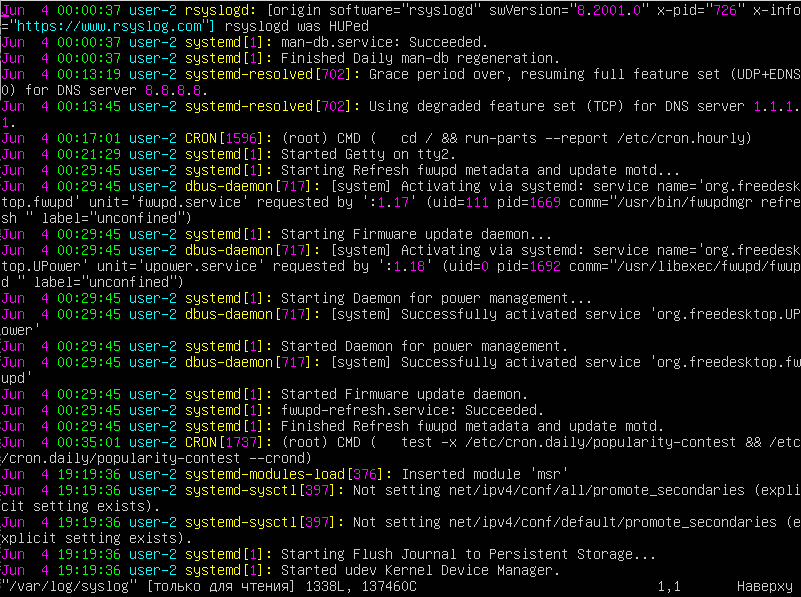 Jun  4 00:00:37 user-2 rsyslogd: [origin software="rsyslogd" swVersion="8.2001.0" x-pid="726" x-info
="https://www.rsyslog.com"] rsyslogd was HUPed
Jun  4 00:00:37 user-2 systemd[1]: man-db.service: Succeeded.
Jun  4 00:00:37 user-2 systemd[1]: Finished Daily man-db regeneration.
Jun  4 00:13:19 user-2 systemd-resolved[702]: Grace period over, resuming full feature set (UDP+EDNS
0) for DNS server 8.8.8.8.
Jun  4 00:13:45 user-2 systemd-resolved[702]: Using degraded feature set (TCP) for DNS server 1.1.1.
1.
Jun  4 00:17:01 user-2 CRON[1596]: (root) CMD (   cd / && run-parts --report /etc/cron.hourly)
Jun  4 00:21:29 user-2 systemd[1]: Started Getty on tty2.
Jun  4 00:29:45 user-2 systemd[1]: Starting Refresh fwupd metadata and update motd...
Jun  4 00:29:45 user-2 dbus-daemon[717]: [system] Activating via systemd: service name='org.freedesk
top.fwupd' unit='fwupd.service' requested by ':1.17' (uid=111 pid=1669 comm="/usr/bin/fwupdmgr refre
sh " label="unconfined")
Jun  4 00:29:45 user-2 systemd[1]: Starting Firmware update daemon...
Jun  4 00:29:45 user-2 dbus-daemon[717]: [system] Activating via systemd: service name='org.freedesk
top.UPower' unit='upower.service' requested by ':1.18' (uid=0 pid=1692 comm="/usr/libexec/fwupd/fwup
d " label="unconfined")
Jun  4 00:29:45 user-2 systemd[1]: Starting Daemon for power management...
Jun  4 00:29:45 user-2 dbus-daemon[717]: [system] Successfully activated service 'org.freedesktop.UP
ower'
Jun  4 00:29:45 user-2 systemd[1]: Started Daemon for power management.
Jun  4 00:29:45 user-2 dbus-daemon[717]: [system] Successfully activated service 'org.freedesktop.fw
upd'
Jun  4 00:29:45 user-2 systemd[1]: Started Firmware update daemon.
Jun  4 00:29:45 user-2 systemd[1]: fwupd-refresh.service: Succeeded.
Jun  4 00:29:45 user-2 systemd[1]: Finished Refresh fwupd metadata and update motd.
Jun  4 00:35:01 user-2 CRON[1737]: (root) CMD (   test -x /etc/cron.daily/popularity-contest && /etc
/cron.daily/popularity-contest --crond)
Jun  4 19:19:36 user-2 systemd-modules-load[376]: Inserted module 'msr'
Jun  4 19:19:36 user-2 systemd-sysctl[397]: Not setting net/ipv4/conf/all/promote_secondaries (expli
cit setting exists).
Jun  4 19:19:36 user-2 systemd-sysctl[397]: Not setting net/ipv4/conf/default/promote_secondaries (e
xplicit setting exists).
Jun  4 19:19:36 user-2 systemd[1]: Starting Flush Journal to Persistent Storage...
Jun  4 19:19:36 user-2 systemd[1]: Started udev Kernel Device Manager.
"/var/log/syslog" [только для чтения] 1338L, 137460C 1,1 Наверху